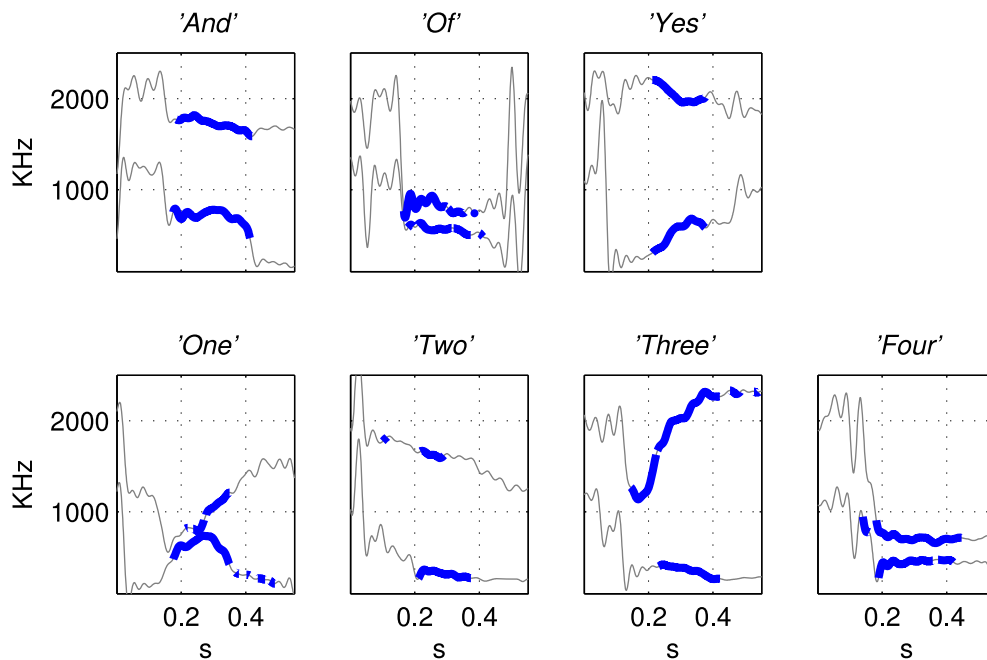 'And' 'Of' 'Yes'
2000
KHz
1000
'One' 'Two' 'Three' 'Four'
2000
KHz
1000
0.2 0.4 0.2 0.4 0.2 0.4 0.2 0.4
s s s s